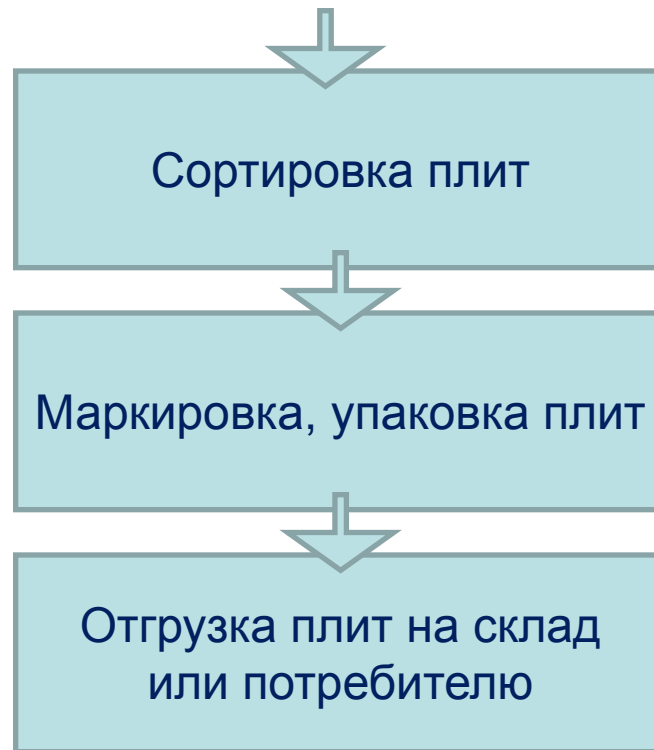 Сортировка плит
Маркировка, упаковка плит
Отгрузка плит на склад
или потребителю